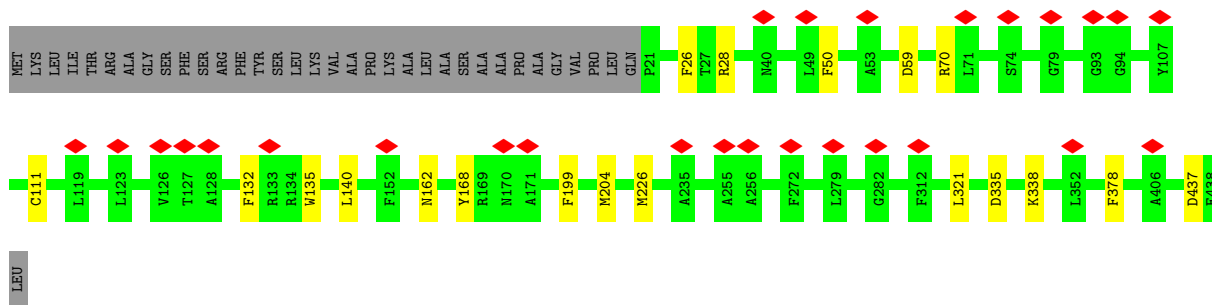 MET LYS LEU ILE THR ARG ALA GLY SER PHE SER ARG PHE TYR SER LEU LYS VAL ALA PRO LYS ALA LEU ALA SER ALA ALA PRO ALA GLY VAL PRO LEU GLN P21 F26 T27 R28 N40 L49 F50 A53 D59 R70 L71 S74 G79 G93 G94 Y107
C111 L119 L123 V126 T127 A128 F132 R133 R134 W135 L140 F152 N162 Y168 R169 N170 A171 F199 M204 M226 A235 A255 A256 F272 L279 G282 F312 L321 D335 K338 L352 F378 A406 D437 E438
LEU